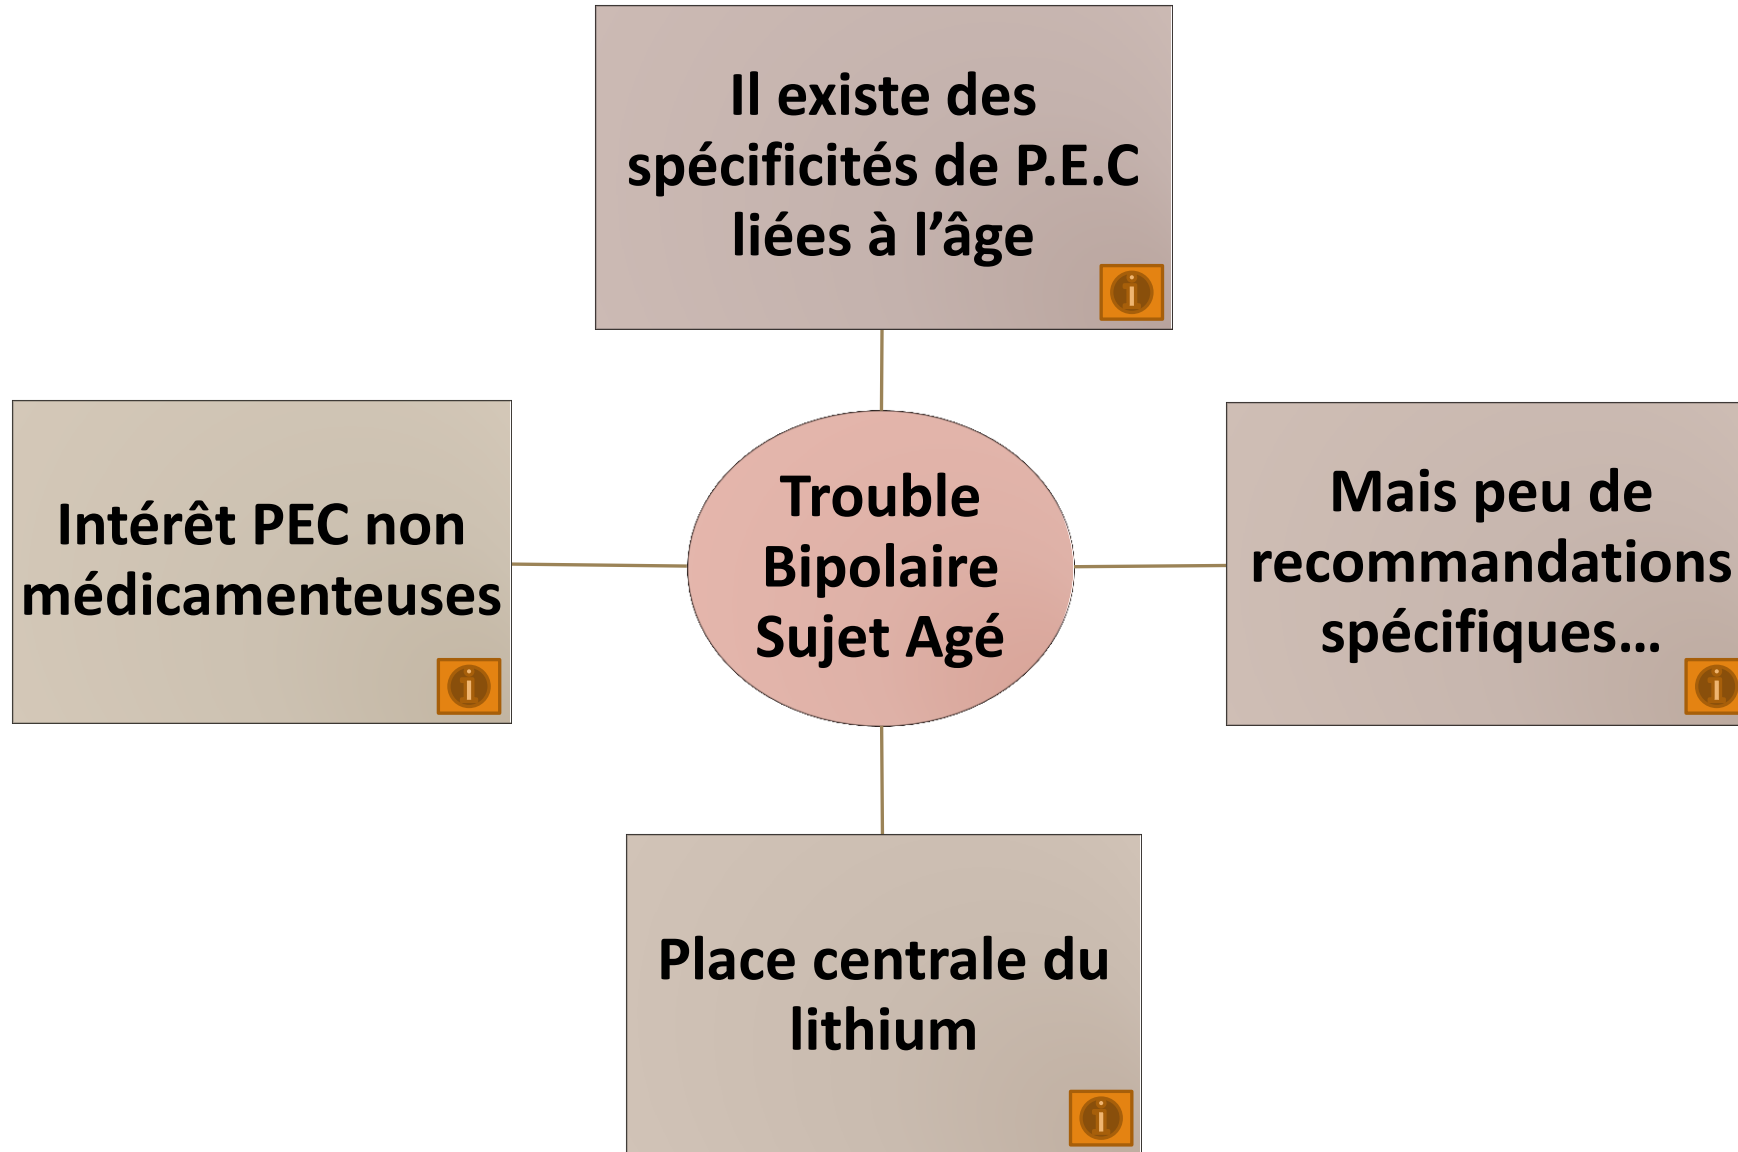 Il existe des
spécificités de P.E.C
liées à l’âge
Intérêt PEC non
médicamenteuses
Trouble
Bipolaire
Sujet Agé
Mais peu de
recommandations
spécifiques…
Place centrale du
lithium